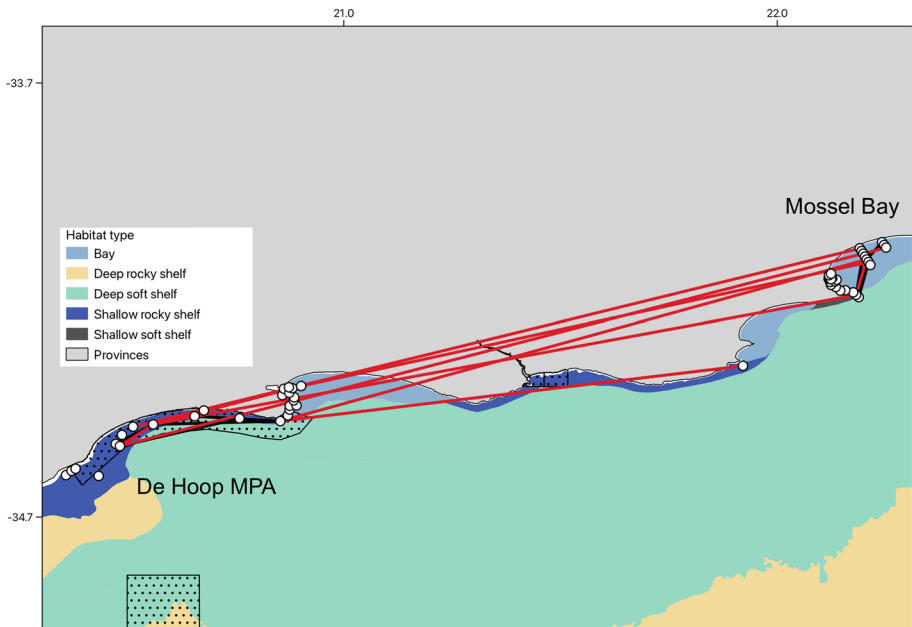 21.0
22.0
-33.7
Mossel Bay
Habitat type
Bay
Deep rocky shelf
Deep soft shelf
Shallow rocky shelf
Shallow soft shelf
Provinces
De Hoop MPA
-34.7